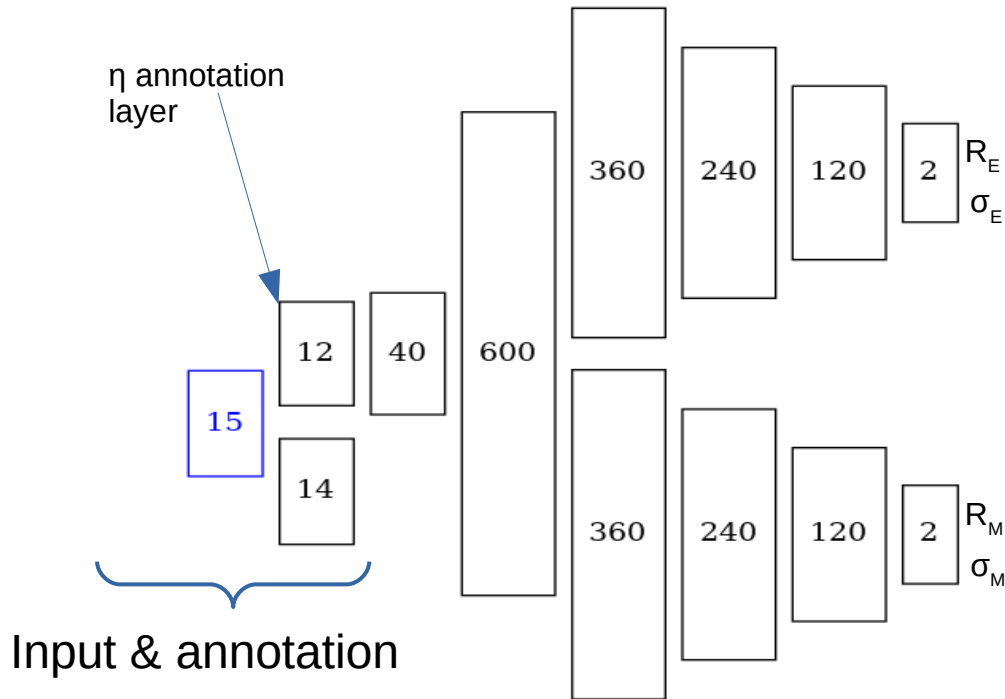 η annotation
layer
15
12
14
40
600
360
240
120
2
R_E
σ_E
360
240
120
2
R_M
σ_M
Input & annotation